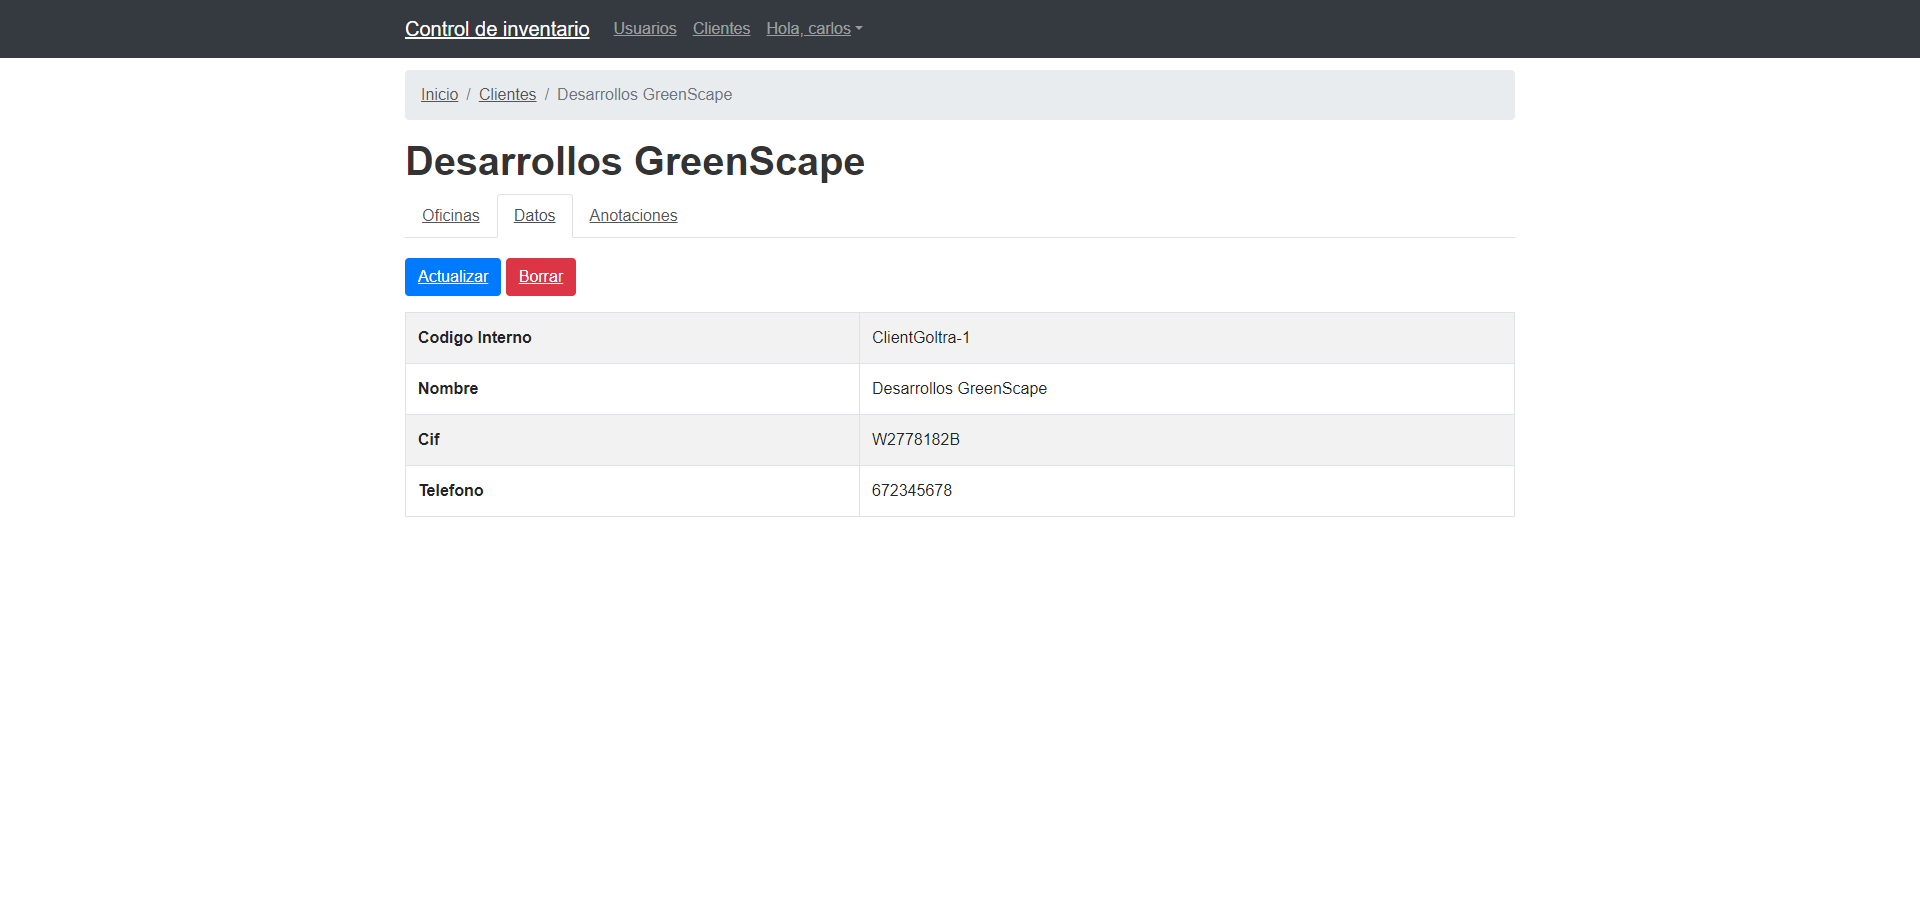 Control de inventario Usuarios Clientes Hola, carlos
Inicio / Clientes / Desarrollos GreenScape
Desarrollos GreenScape
Oficinas Datos Anotaciones
Actualizar Borrar
Codigo Interno ClientGoltra-1
Nombre Desarrollos GreenScape
Cif W2778182B
Telefono 672345678